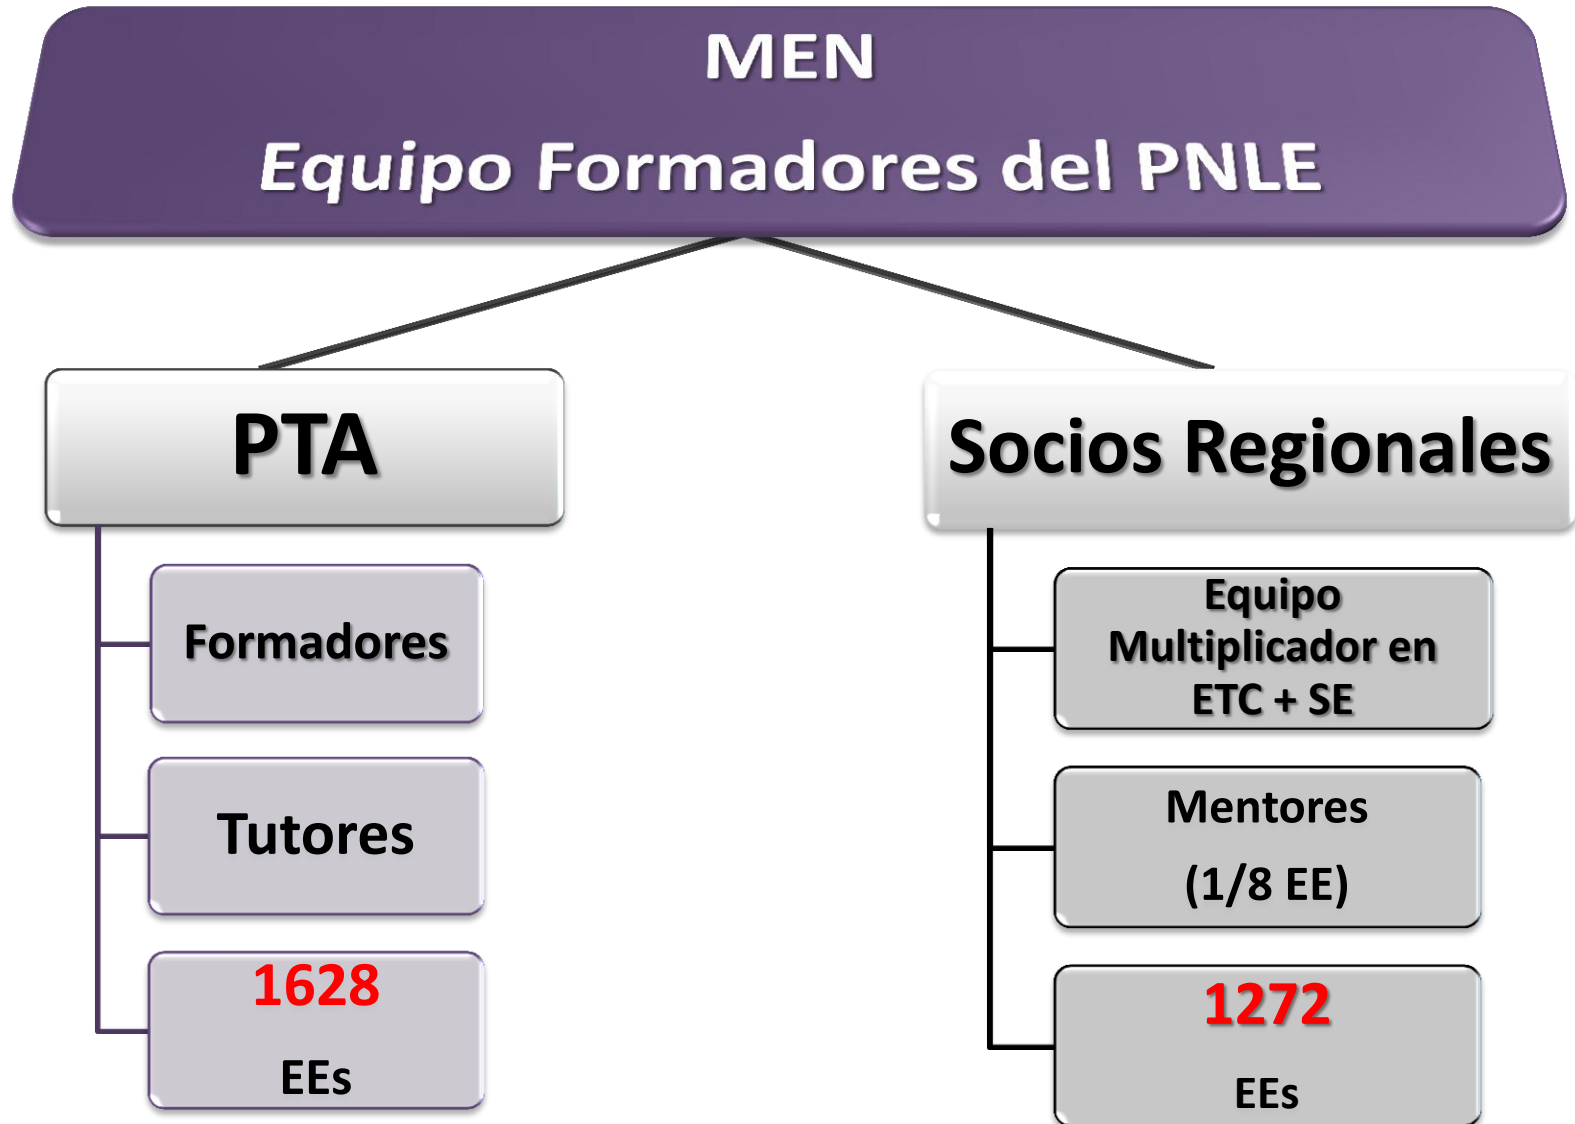 MEN
Equipo Formadores del PNLE
PTA
Formadores
Tutores
1628
EEs
Socios Regionales
Equipo
Multiplicador en
ETC + SE
Mentores
(1/8 EE)
1272
EEs